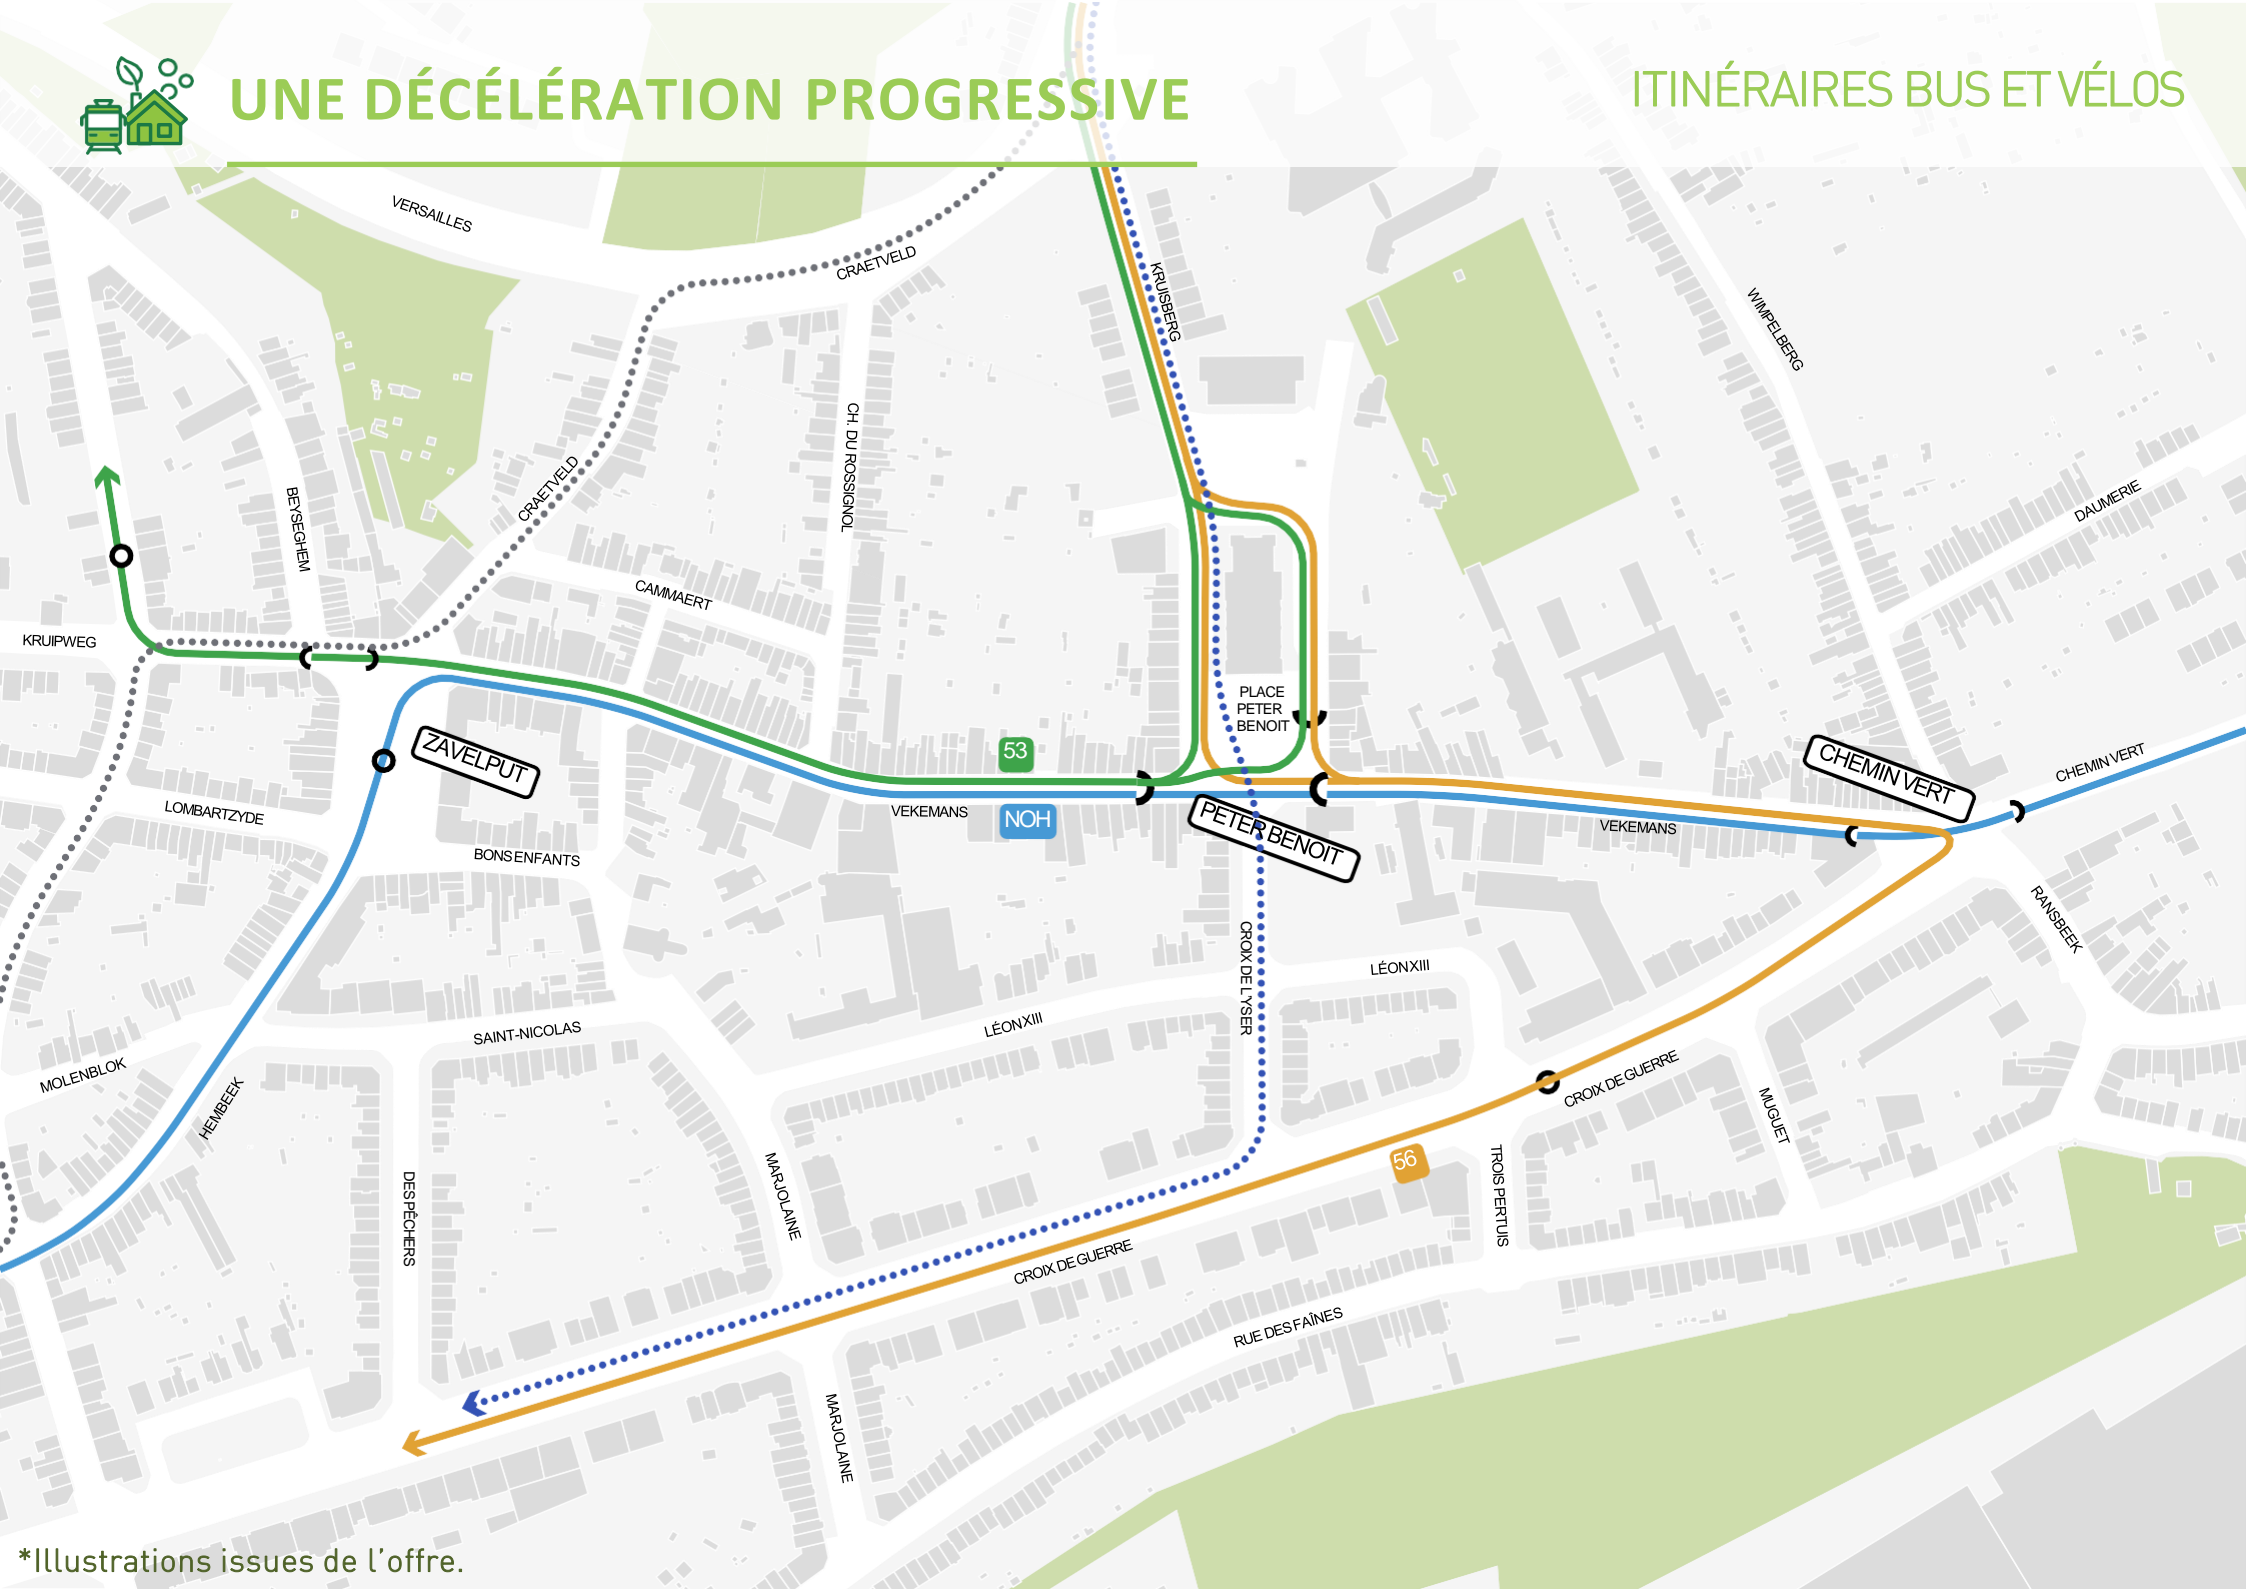 UNE DÉCÉLÉRATION PROGRESSIVE
ITINÉRAIRES BUS ET VÉLOS
VERSAILLES
CRAETVELD
KRUISBERG
WIMPELBERG
CH. DU ROSSIGNOL
CRAETVELD
BEYSEGHEM
DAUMERIE
CAMMAERT
KRUIPWEG
PLACE
PETER
BENOIT
ZAVELPUT
53
CHEMIN VERT
CHEMIN VERT
LOMBARTZYDE
VEKEMANS
NOH
PETER BENOIT
VEKEMANS
BONS ENFANTS
RANSBEEK
CROIX DE L'YSER
LÉON XIII
LÉON XIII
SAINT-NICOLAS
MOLENBLOK
HEMBEEK
CROIX DE GUERRE
MUGUET
56
TROIS PERTUIS
DES PÊCHERS
MARJOLAINE
CROIX DE GUERRE
RUE DES FAÎNES
MARJOLAINE
*Illustrations issues de l'offre.